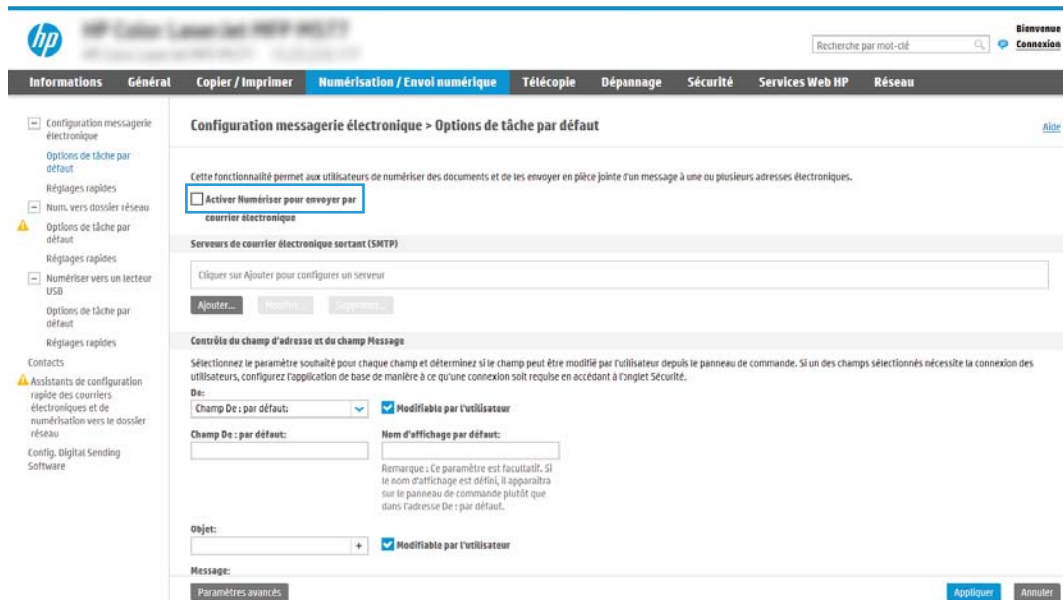 hp
Bienvenue
Recherche par mot-clé
Connexion
Informations Général Copier / Imprimer Numérisation / Envoi numérique Télécopie Dépannage Sécurité Services Web HP Réseau
Configuration messagerie
électronique
Options de tâche par
défaut
Réglages rapides
Num. vers dossier réseau
Options de tâche par
défaut
Réglages rapides
Numériser vers un lecteur
USB
Options de tâche par
défaut
Réglages rapides
Contacts
Assistants de configuration
rapide des courriers
électroniques et de
numérisation vers le dossier
réseau
Config. Digital Sending
Software
Configuration messagerie électronique > Options de tâche par défaut
Aide
Cette fonctionnalité permet aux utilisateurs de numériser des documents et de les envoyer en pièce jointe d'un message à une ou plusieurs adresses électroniques.
Activer Numériser pour envoyer par
courrier électronique
Serveurs de courrier électronique sortant (SMTP)
Cliquer sur Ajouter pour configurer un serveur
Ajouter... Modifier... Supprimer...
Contrôle du champ d'adresse et du champ Message
Sélectionnez le paramètre souhaité pour chaque champ et déterminez si le champ peut être modifié par l'utilisateur depuis le panneau de commande. Si un des champs sélectionnés nécessite la connexion des
utilisateurs, configurez l'application de base de manière à ce qu'une connexion soit requise en accédant à l'onglet Sécurité.
De:
Champ De : par défaut: Modifiable par l'utilisateur
Champ De : par défaut: Nom d'affichage par défaut:
Remarque : Ce paramètre est facultatif. Si
le nom d'affichage est défini, il apparaîtra
sur le panneau de commande plutôt que
dans l'adresse De : par défaut.
Objet:
+ Modifiable par l'utilisateur
Message:
Paramètres avancés Appliquer Annuler